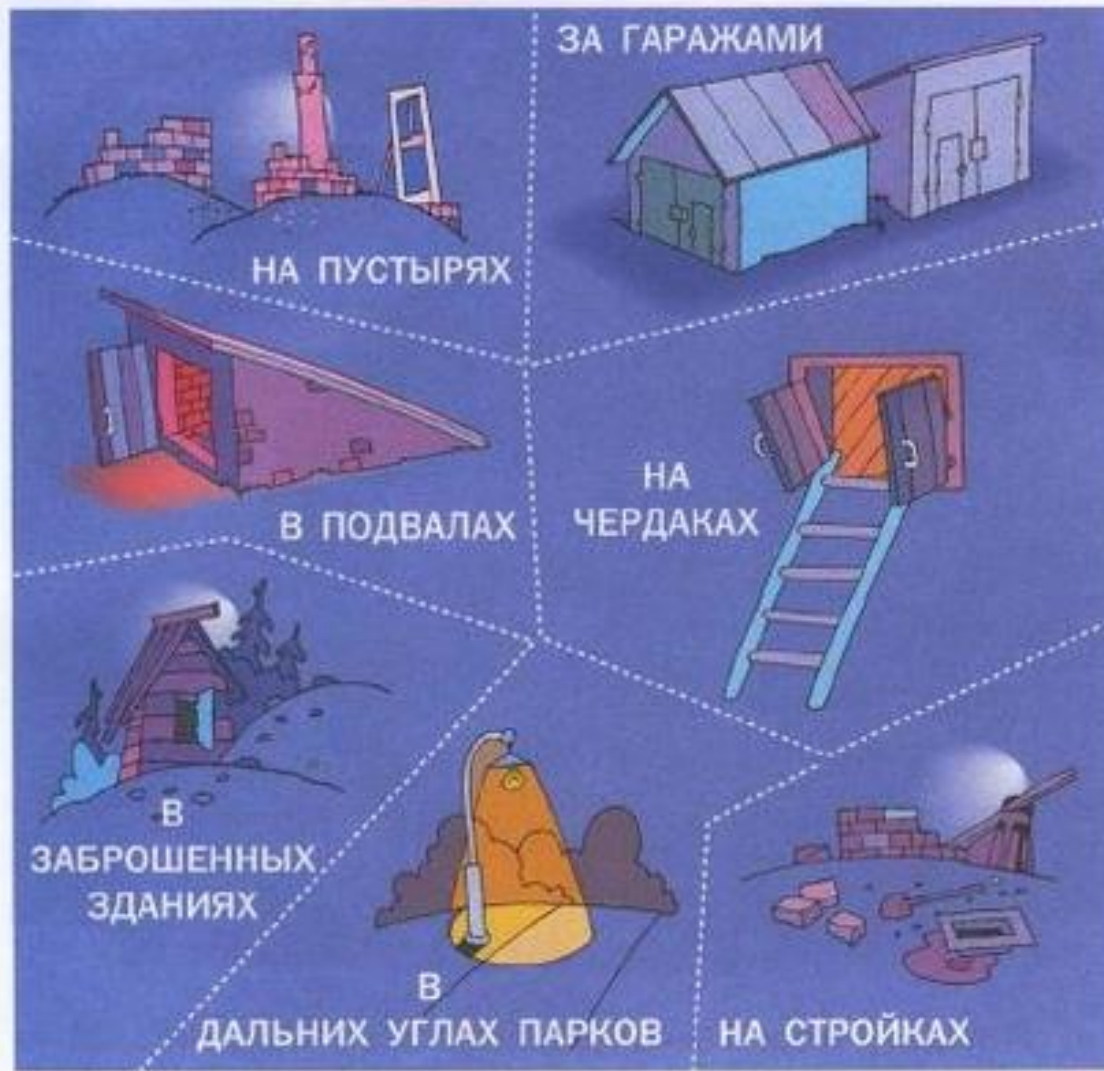 ЗА ГАРАЖАМИ
НА ПУСТЫРЯХ
В ПОДВАЛАХ
НА
ЧЕРДАКАХ
В
ЗАБРОШЕННЫХ
ЗДАНИЯХ
В
ДАЛЬНИХ УГЛАХ ПАРКОВ
НА СТРОЙКАХ